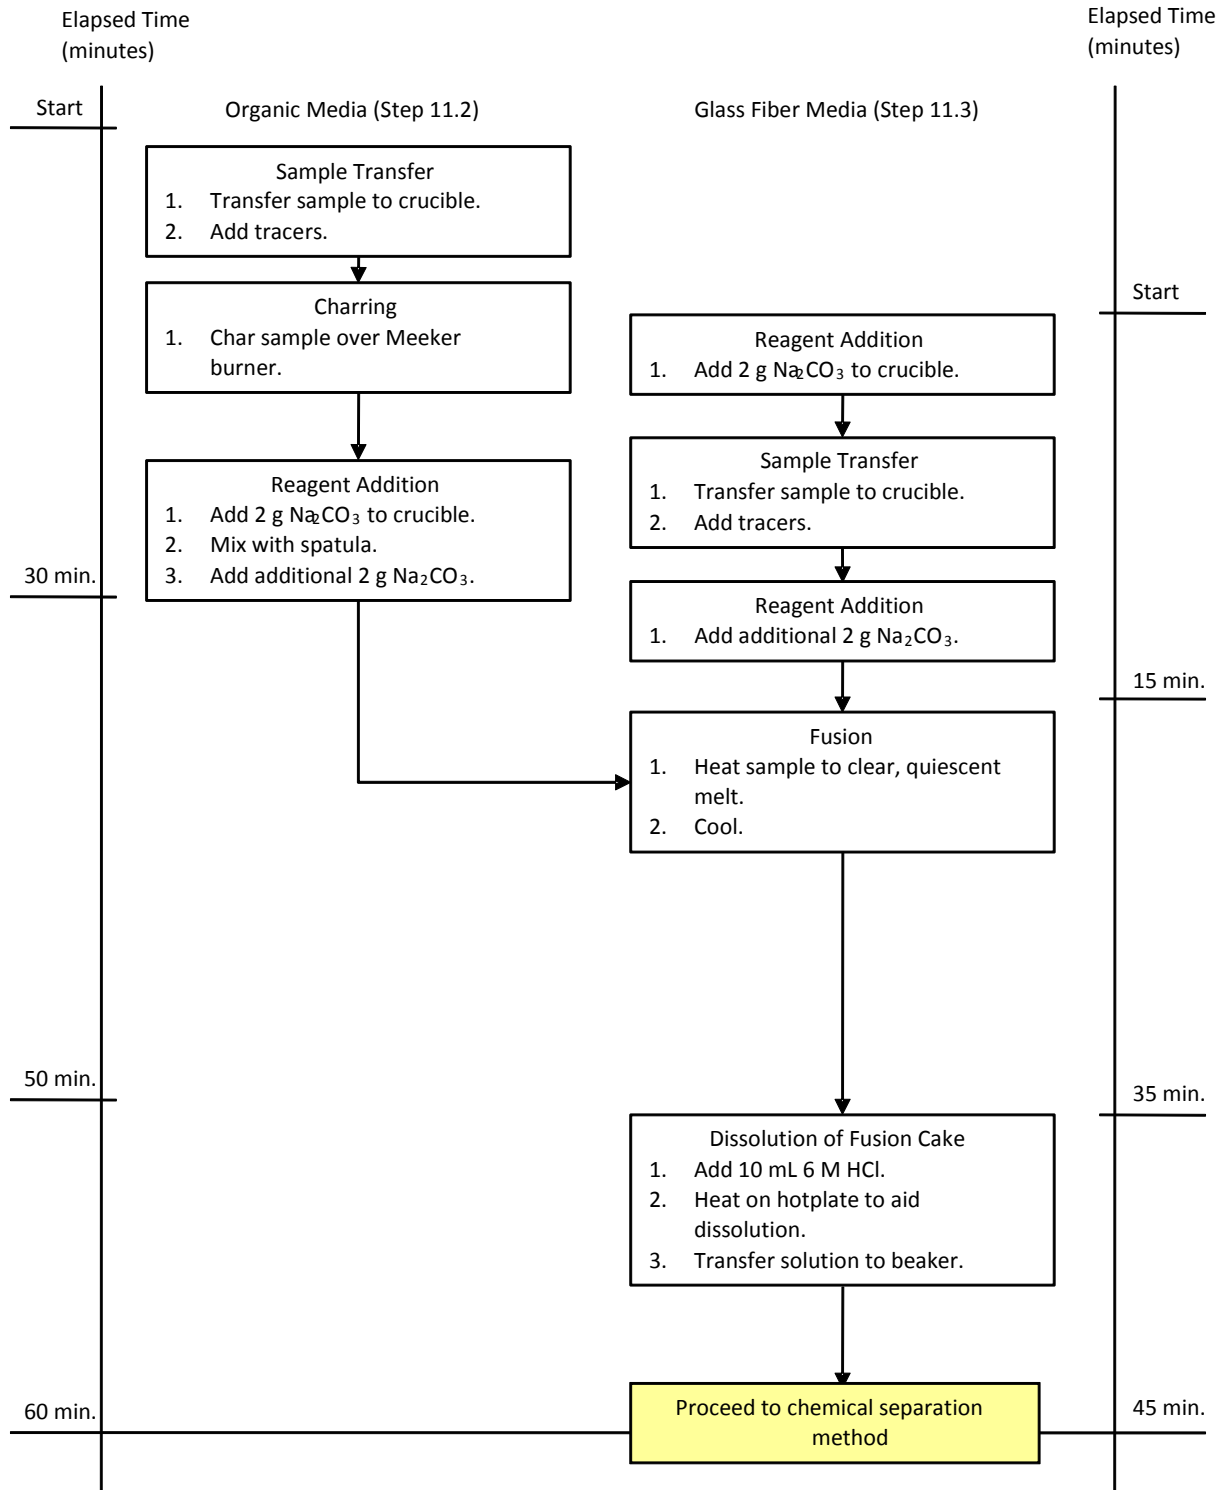 Elapsed Time
(minutes)
Elapsed Time
(minutes)
Start
Organic Media (Step 11.2)
Glass Fiber Media (Step 11.3)
Sample Transfer
1. Transfer sample to crucible.
2. Add tracers.
Charring
1. Char sample over Meeker
burner.
Start
Reagent Addition
1. Add 2 g Na₂CO₃ to crucible.
Sample Transfer
1. Transfer sample to crucible.
2. Add tracers.
Reagent Addition
1. Add 2 g Na₂CO₃ to crucible.
2. Mix with spatula.
3. Add additional 2 g Na₂CO₃.
30 min.
Reagent Addition
1. Add additional 2 g Na₂CO₃.
15 min.
Fusion
1. Heat sample to clear, quiescent
melt.
2. Cool.
50 min.
35 min.
Dissolution of Fusion Cake
1. Add 10 mL 6 M HCl.
2. Heat on hotplate to aid
dissolution.
3. Transfer solution to beaker.
60 min.
Proceed to chemical separation
method
45 min.